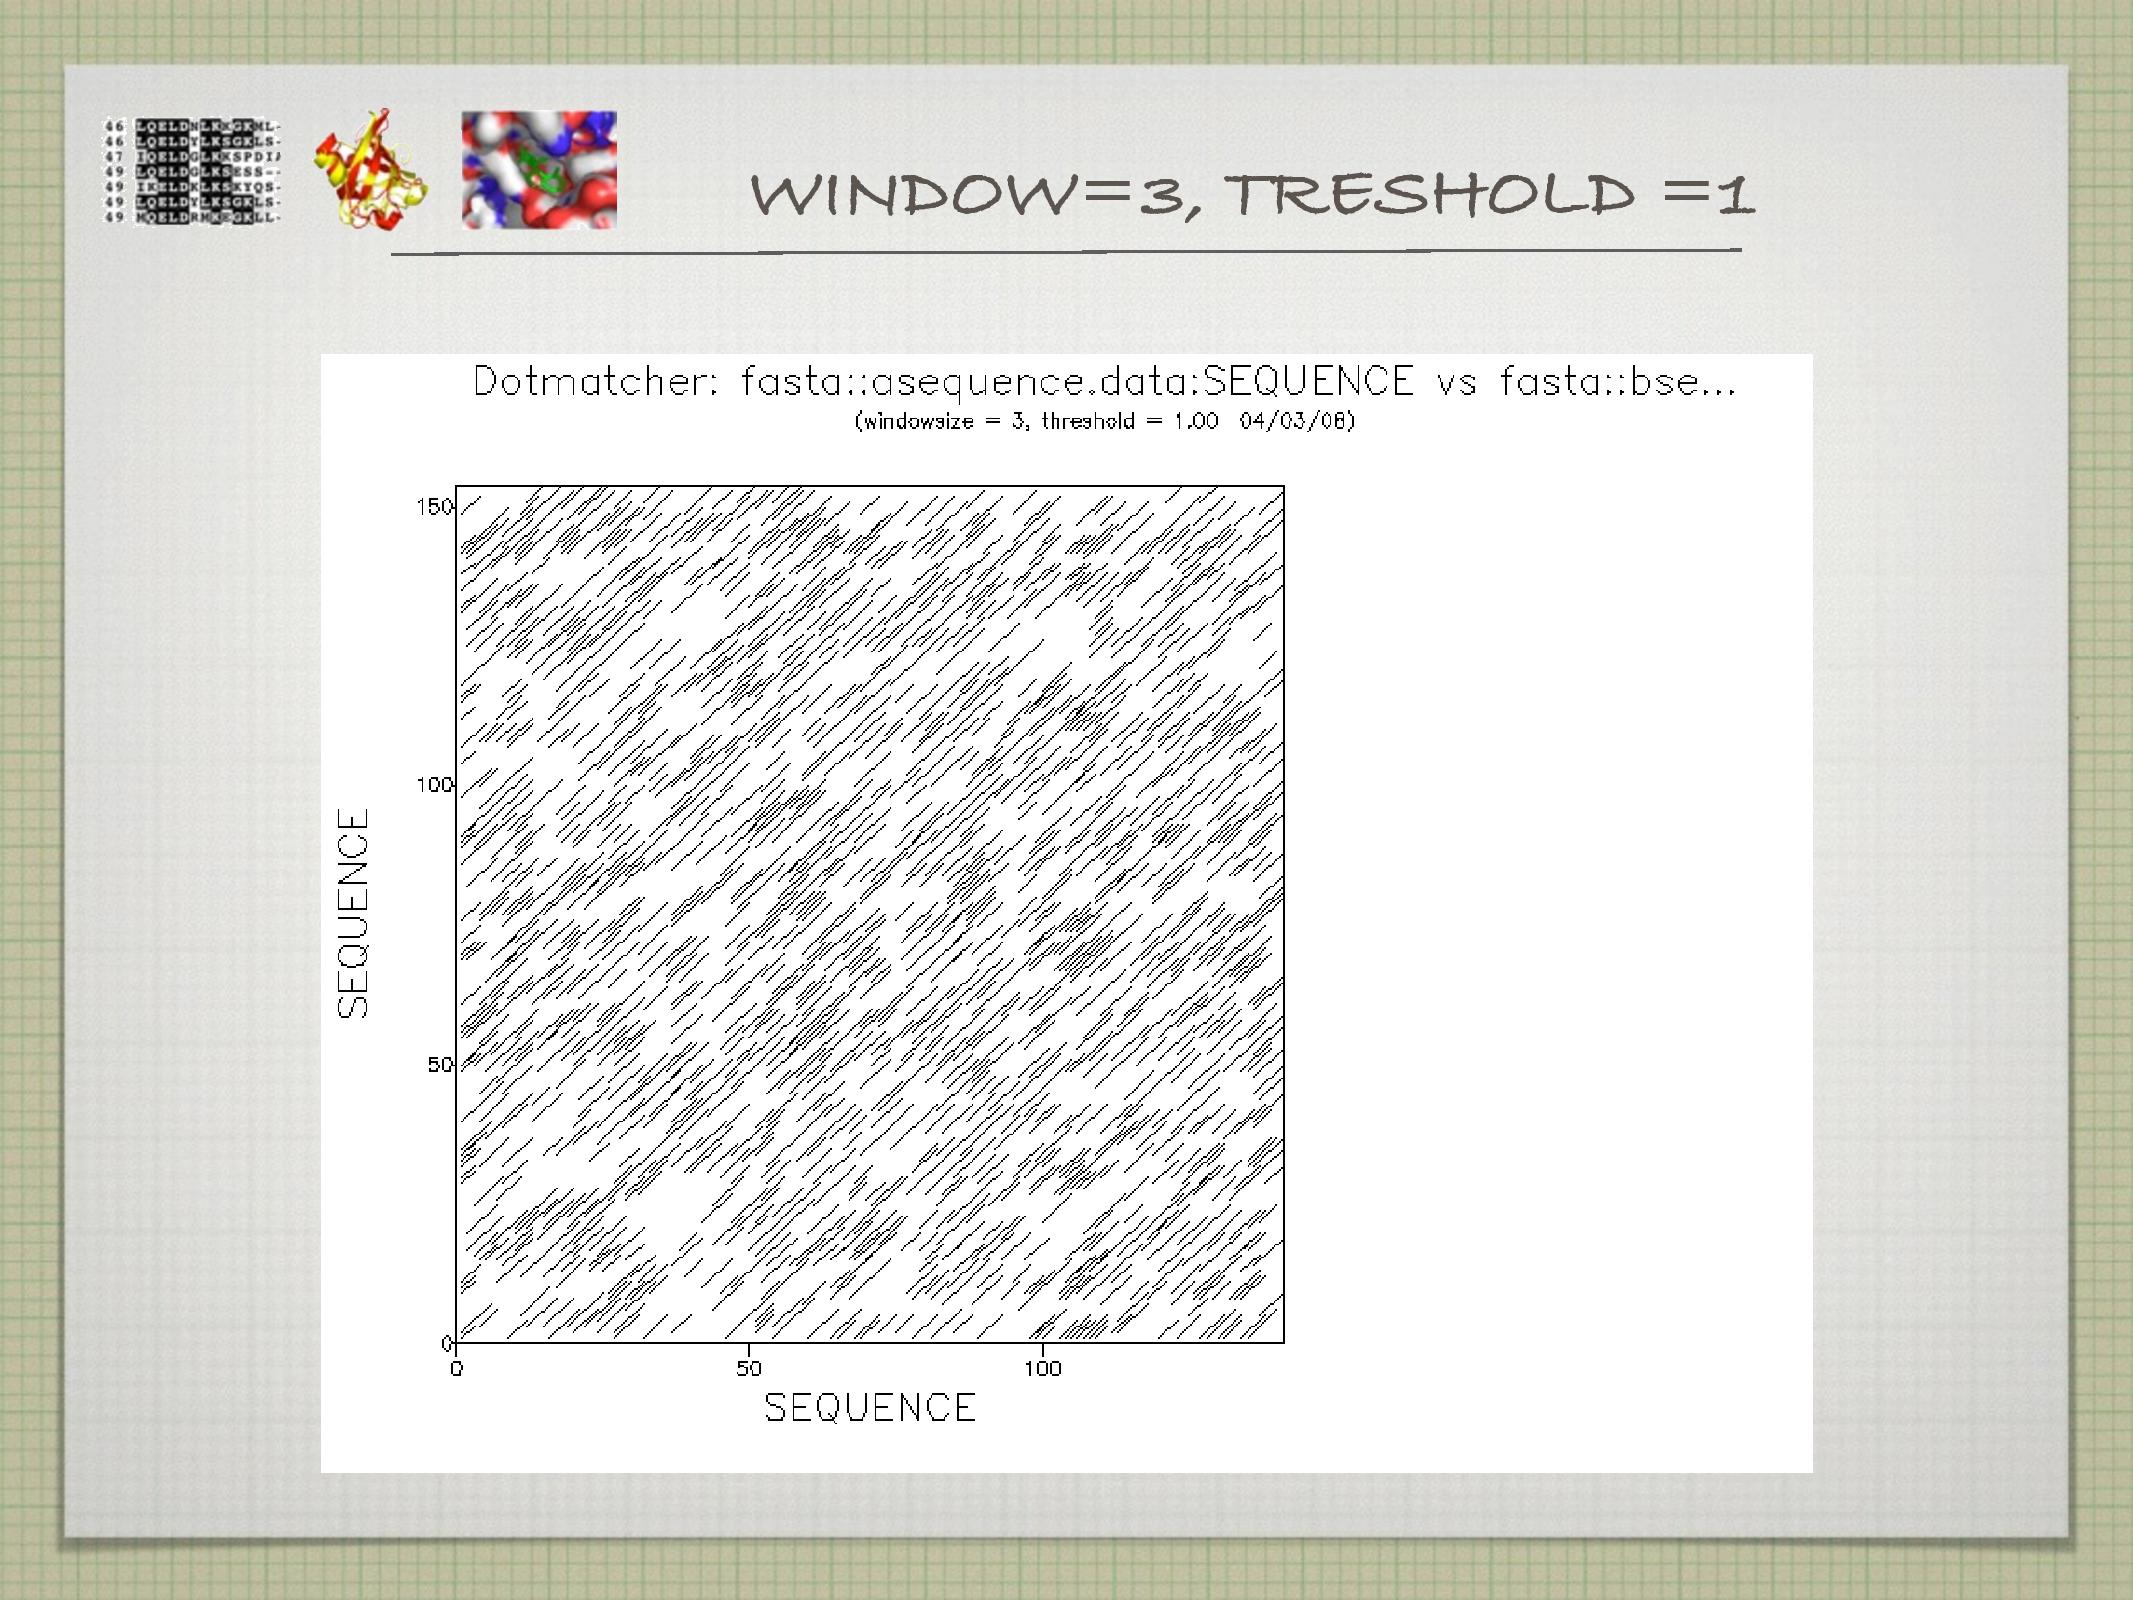 46 LQELDNLKKGKML-
46 LQELDYLKSGKLS-
47 IQELDGLKKSPDI
49 LQELDGLKSESS--
49 IKELDKLKSKYQS-
49 LQELDYLKSGKLS-
49 MQELDRMKEGKLL-
WINDOW=3, TRESHOLD =1
Dotmatcher: fasta::asequence.data:SEQUENCE vs fasta::bse...
(windowsize = 3, threshold = 1.00 04/03/08)
150
100
SEQUENCE
50
0
0 50 100
SEQUENCE